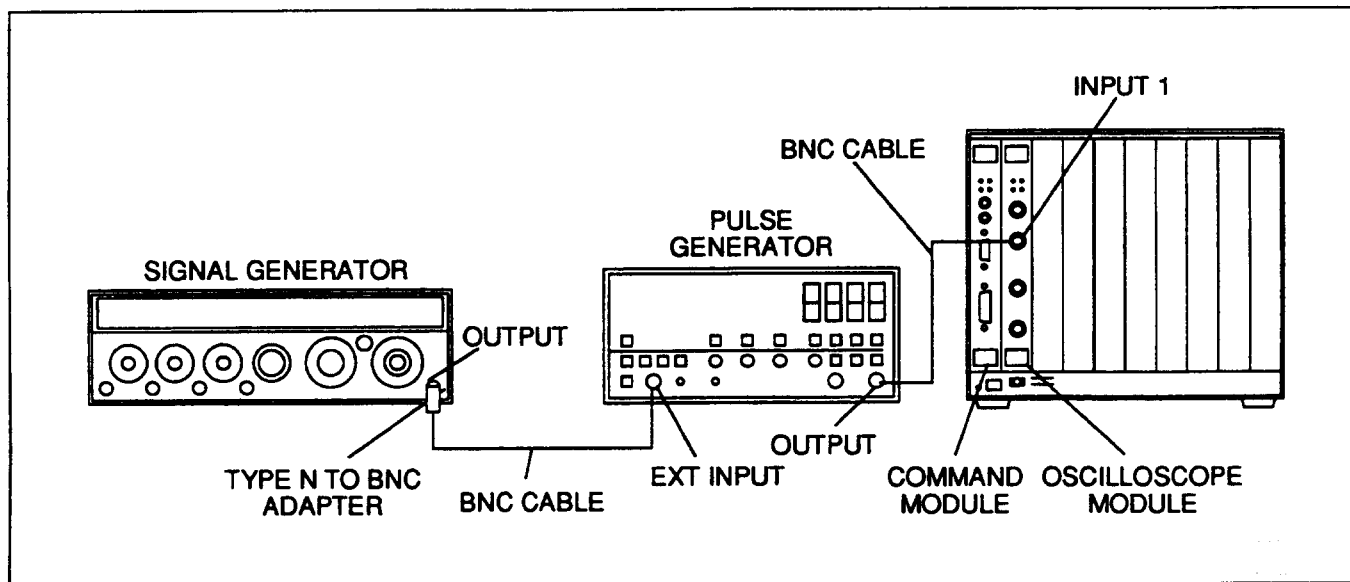 INPUT 1
BNC CABLE
PULSE
GENERATOR
SIGNAL GENERATOR
OUTPUT
TYPE N TO BNC
ADAPTER
BNC CABLE
EXT INPUT
OUTPUT
COMMAND
MODULE
OSCILLOSCOPE
MODULE